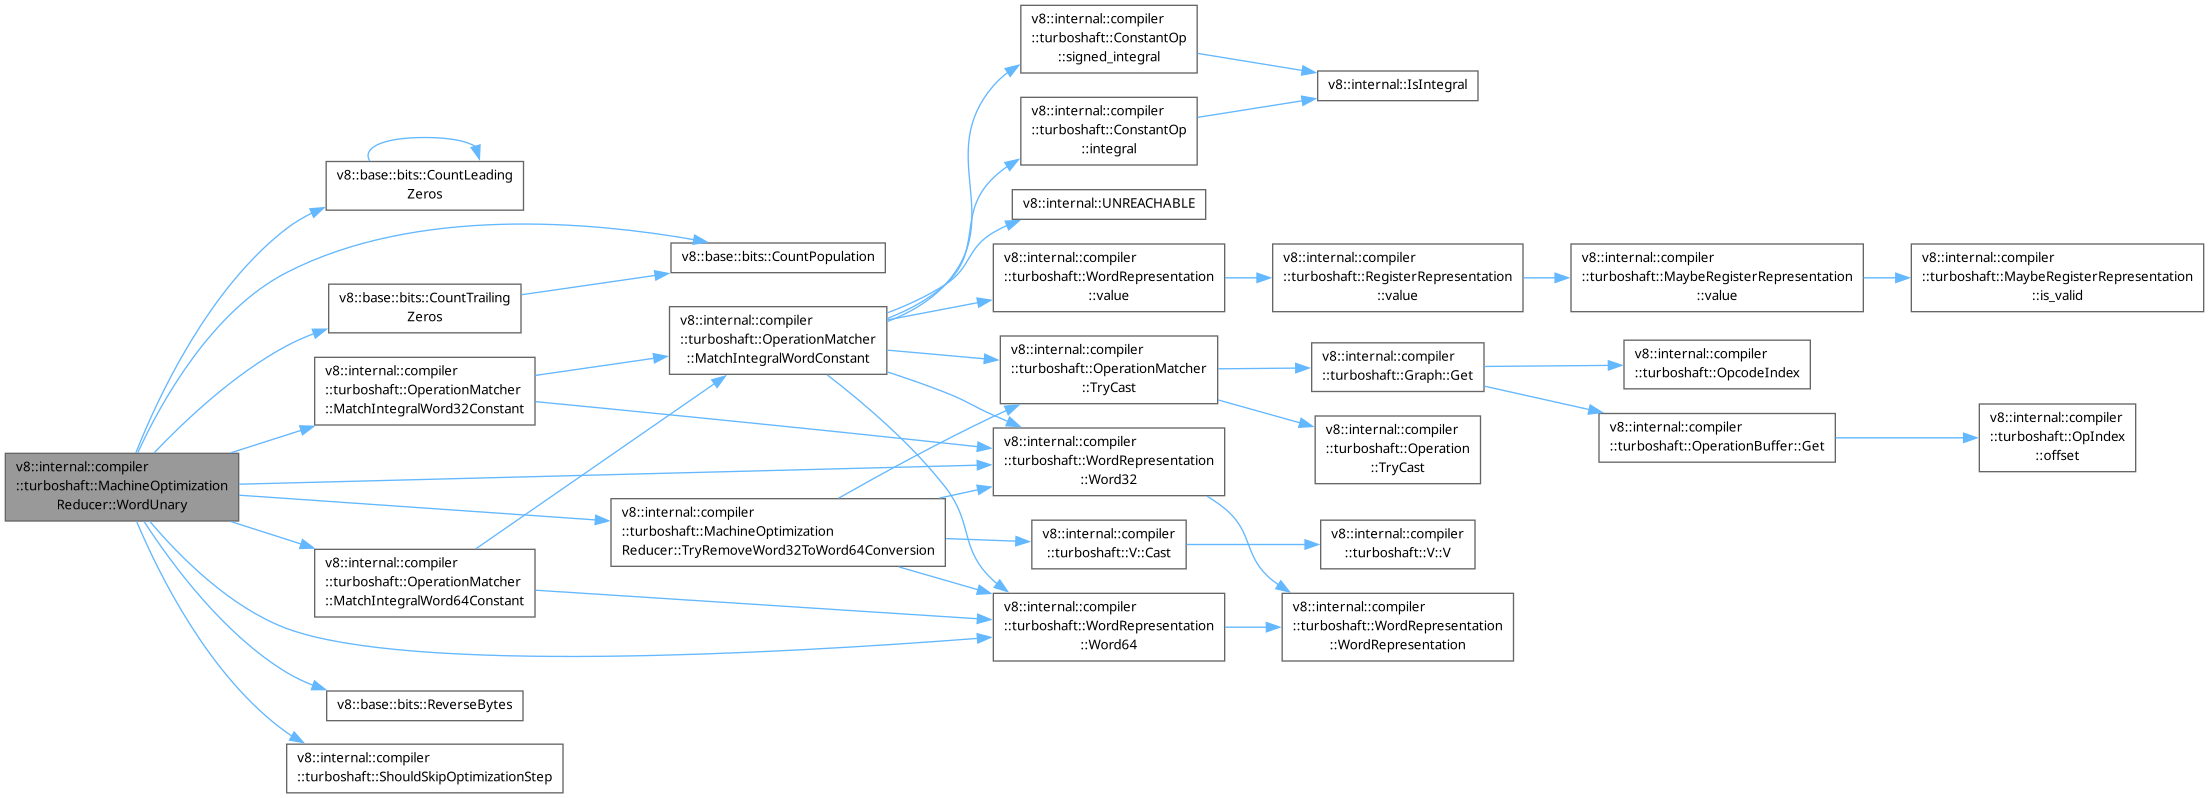 v8::internal::compiler
::turboshaft::MachineOptimization
Reducer::WordUnary
v8::base::bits::CountLeading
Zeros
v8::base::bits::CountPopulation
v8::base::bits::CountTrailing
Zeros
v8::internal::compiler
::turboshaft::OperationMatcher
::MatchIntegralWord32Constant
v8::internal::compiler
::turboshaft::OperationMatcher
::MatchIntegralWordConstant
v8::internal::compiler
::turboshaft::ConstantOp
::signed_integral
v8::internal::IsIntegral
v8::internal::compiler
::turboshaft::ConstantOp
::integral
v8::internal::UNREACHABLE
v8::internal::compiler
::turboshaft::WordRepresentation
::value
v8::internal::compiler
::turboshaft::RegisterRepresentation
::value
v8::internal::compiler
::turboshaft::MaybeRegisterRepresentation
::value
v8::internal::compiler
::turboshaft::MaybeRegisterRepresentation
::is_valid
v8::internal::compiler
::turboshaft::OperationMatcher
::TryCast
v8::internal::compiler
::turboshaft::Graph::Get
v8::internal::compiler
::turboshaft::OpcodeIndex
v8::internal::compiler
::turboshaft::OperationBuffer::Get
v8::internal::compiler
::turboshaft::OpIndex
::offset
v8::internal::compiler
::turboshaft::Operation
::TryCast
v8::internal::compiler
::turboshaft::WordRepresentation
::Word32
v8::internal::compiler
::turboshaft::MachineOptimization
Reducer::TryRemoveWord32ToWord64Conversion
v8::internal::compiler
::turboshaft::V::Cast
v8::internal::compiler
::turboshaft::V::V
v8::internal::compiler
::turboshaft::OperationMatcher
::MatchIntegralWord64Constant
v8::internal::compiler
::turboshaft::WordRepresentation
::Word64
v8::internal::compiler
::turboshaft::WordRepresentation
::WordRepresentation
v8::base::bits::ReverseBytes
v8::internal::compiler
::turboshaft::ShouldSkipOptimizationStep